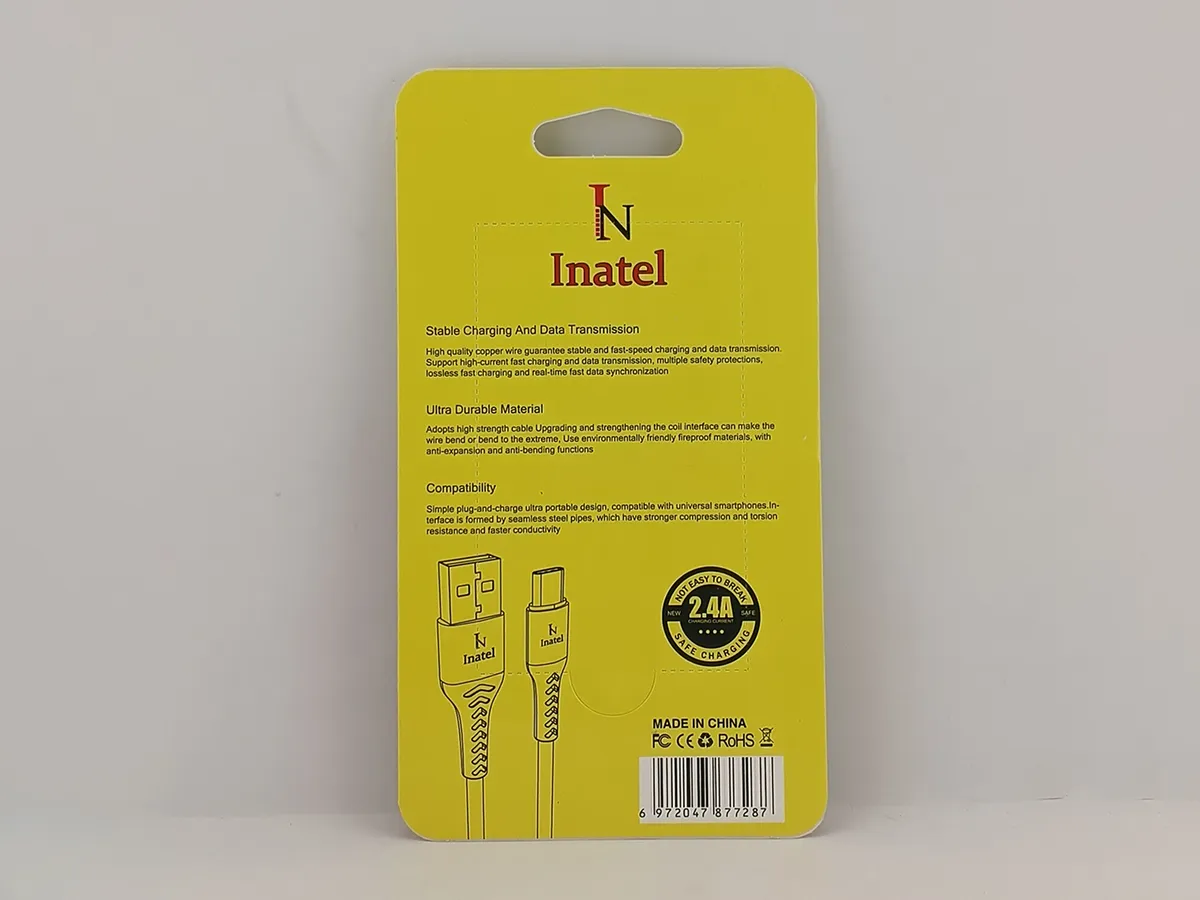 IN
Inatel
Stable Charging And Data Transmission
High quality copper wire guarantee stable and fast-speed charging and data transmission.
Support high-current fast charging and data transmission, multiple safety protections,
lossless fast charging and real-time fast data synchronization
Ultra Durable Material
Adopts high strength cable Upgrading and strengthening the coil interface can make the
wire bend or bend to the extreme, Use environmentally friendly fireproof materials, with
anti-expansion and anti-bending functions
Compatibility
Simple plug-and-charge ultra portable design, compatible with universal smartphones.In-
terface is formed by seamless steel pipes, which have stronger compression and torsion
resistance and faster conductivity
IN
Inatel
IN
Inatel
NOT EASY TO BREAK
NEW 2.4A SAFE
CHARGING CURRENT
SAFE CHARGING
MADE IN CHINA
FC CE RoHS
6 972047 877287